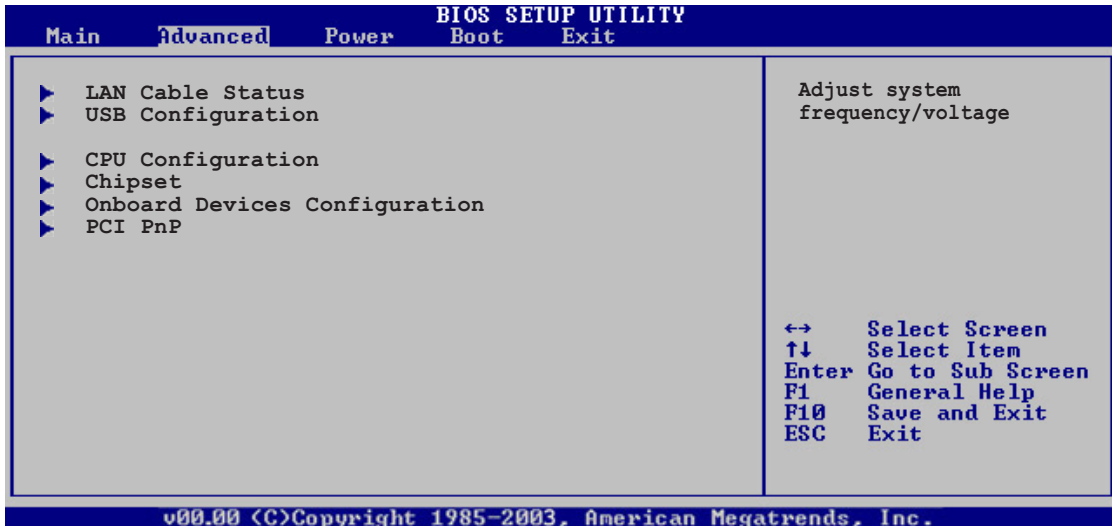 BIOS SETUP UTILITY
Main Advanced Power Boot Exit
LAN Cable Status
USB Configuration
CPU Configuration
Chipset
Onboard Devices Configuration
PCI PnP
Adjust system
frequency/voltage
←→ Select Screen
↑↓ Select Item
Enter Go to Sub Screen
F1 General Help
F10 Save and Exit
ESC Exit
v00.00 (C)Copyright 1985-2003, American Megatrends, Inc.